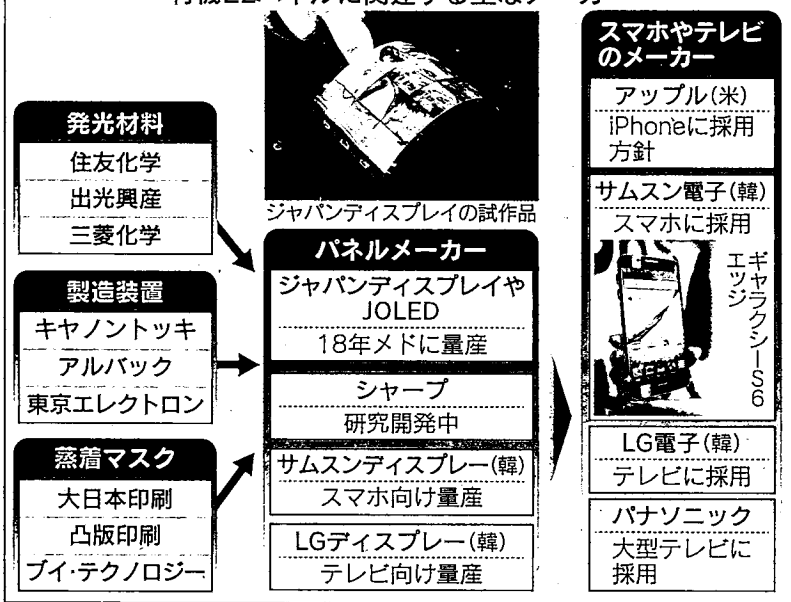 発光材料
住友化学
出光興産
三菱化学
製造装置
キヤノントッキ
アルバック
東京エレクトロン
蒸着マスク
大日本印刷
凸版印刷
ブイ・テクノロジー
ジャパンディスプレイの試作品
パネルメーカー
ジャパンディスプレイや
JOLED
18年メドに量産
シャープ
研究開発中
サムスンディスプレー(韓)
スマホ向け量産
LGディスプレー(韓)
テレビ向け量産
スマホやテレビ
のメーカー
アップル(米)
iPhoneに採用
方針
サムスン電子(韓)
スマホに採用
ギャラクシーS6
エッジ
LG電子(韓)
テレビに採用
パナソニック
大型テレビに
採用